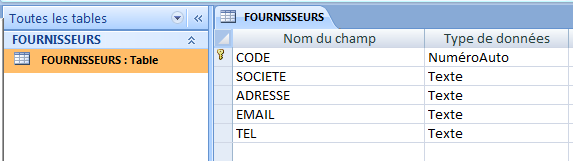 Toutes les tables
FOURNISSEURS
FOURNISSEURS : Table
FOURNISSEURS
Nom du champ Type de données
CODE NuméroAuto
SOCIETE Texte
ADRESSE Texte
EMAIL Texte
TEL Texte